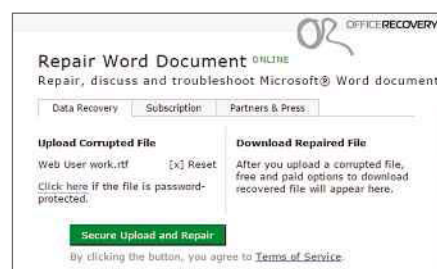 OFFICERECOVERY
Repair Word Document ONLINE
Repair, discuss and troubleshoot Microsoft® Word document
Data Recovery Subscription Partners & Press
Upload Corrupted File
Web User work.rtf [x] Reset
Click here if the file is password-
protected.
Download Repaired File
After you upload a corrupted file,
free and paid options to download
recovered file will appear here.
Secure Upload and Repair
By clicking the button, you agree to Terms of Service.